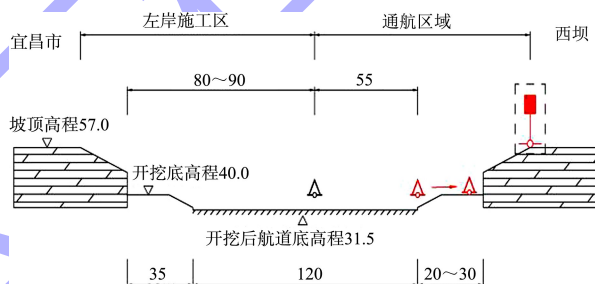 左岸施工区
通航区域
宜昌市
西坝
80～90
55
坡顶高程57.0
开挖底高程40.0
开挖后航道底高程31.5
35
120
20～30